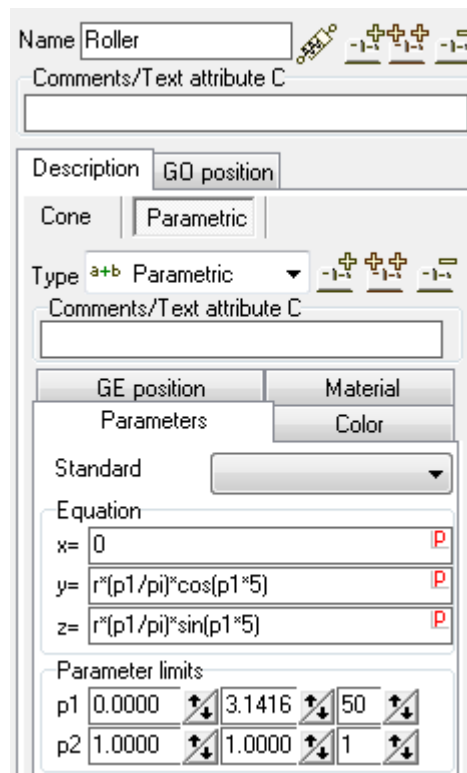 Name Roller
Comments/Text attribute C
Description GO position
Cone Parametric
Type a+b Parametric
Comments/Text attribute C
GE position Material
Parameters Color
Standard
Equation
x= 0 p
y= r*(p1/pi)*cos(p1*5) p
z= r*(p1/pi)*sin(p1*5) p
Parameter limits
p1 0.0000 3.1416 50
p2 1.0000 1.0000 1